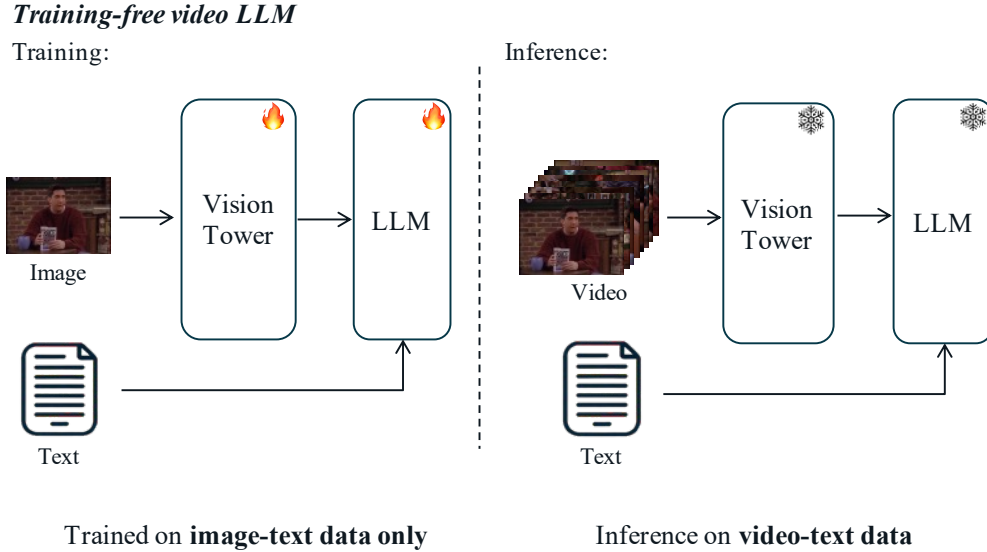 Training-free video LLM
Training:
Inference:
Vision
Tower
LLM
Image
Text
Vision
Tower
LLM
Video
Text
Trained on image-text data only
Inference on video-text data